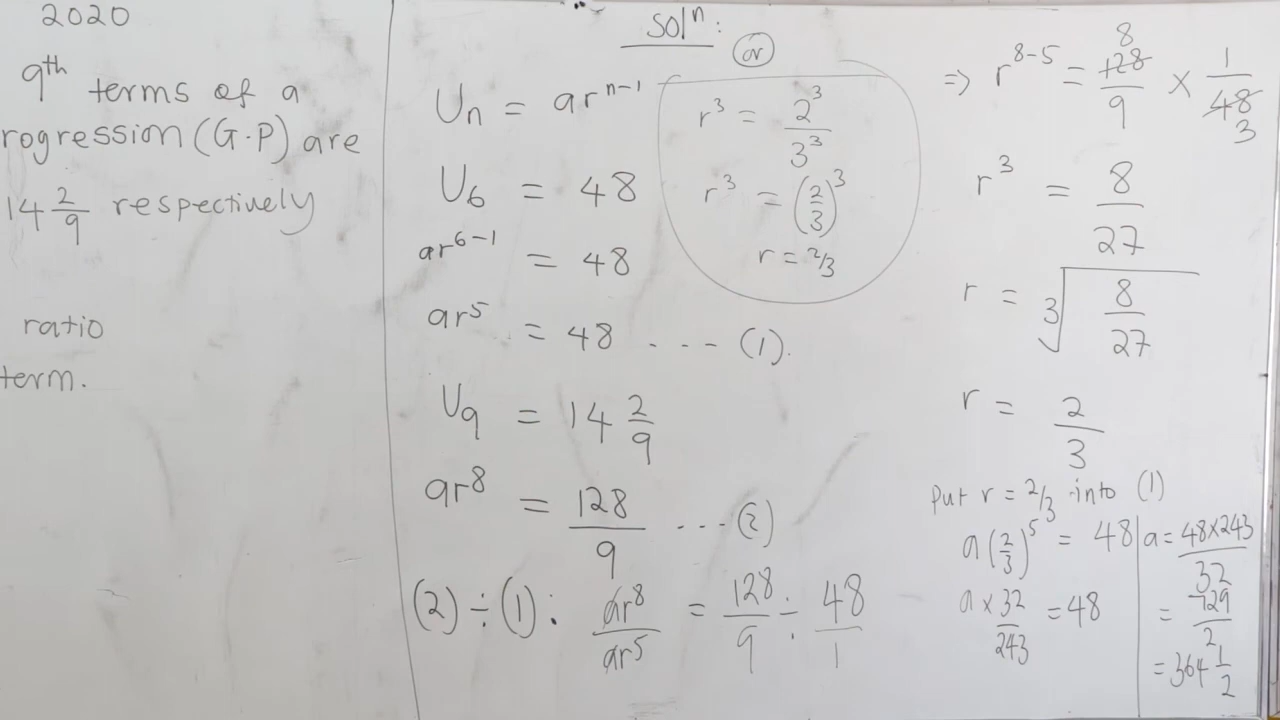 2020
9th terms of a
rogression (G.P) are
14 2/9 respectively
ratio
term.
Solⁿ:
Uₙ = arⁿ⁻¹
U₆ = 48
ar⁶⁻¹ = 48
ar⁵ = 48 ---- (1).
U₉ = 14 2/9
ar⁸ = 128/9 --- (2)
(2) ÷ (1): ar⁸/ar⁵ = 128/9 ÷ 48/1
or
r³ = 2³/3³
r³ = (2/3)³
r = 2/3
=> r⁸⁻⁵ = 128/9 × 1/48
8
3
r³ = 8/27
r = ³√8/27
r = 2/3
Put r = 2/3 into (1)
a(2/3)⁵ = 48
a × 32/243 = 48
a = 48×243/32
= 729/2
= 364 1/2